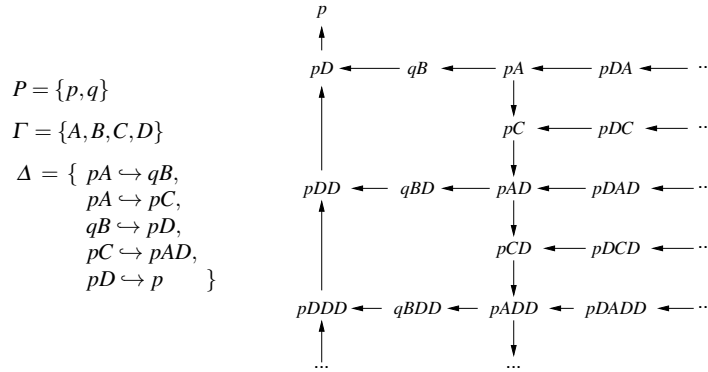 P = {p,q}
Γ = {A,B,C,D}
Δ = { pA ↪ qB,
pA ↪ pC,
qB ↪ pD,
pC ↪ pAD,
pD ↪ p }
p
pD qB pA pDA ..
pC pDC ..
pDD qBD pAD pDAD ..
pCD pDCD ..
pDDD qBDD pADD pDADD ..
... ...